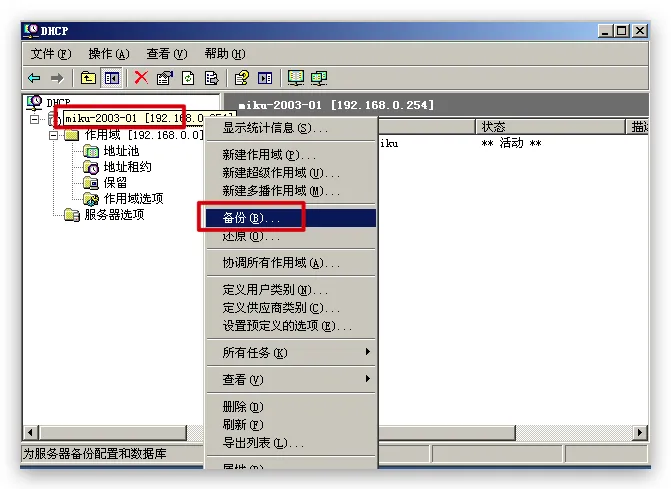 DHCP
文件(F) 操作(A) 查看(V) 帮助(H)
DHCP
miku-2003-01 [192.168.0.254]
作用域 [192.168.0.0]
地址池
地址租约
保留
作用域选项
服务器选项
miku-2003-01 [192.168.0.254]
状态
iku
** 活动 **
显示统计信息(S)...
新建作用域(P)...
新建超级作用域(U)...
新建多播作用域(M)...
备份(B)...
还原(O)...
协调所有作用域(A)...
定义用户类别(N)...
定义供应商类别(C)...
设置预定义的选项(E)...
所有任务(K)
查看(V)
删除(D)
刷新(F)
导出列表(L)...
属性(R)
为服务器备份配置和数据库